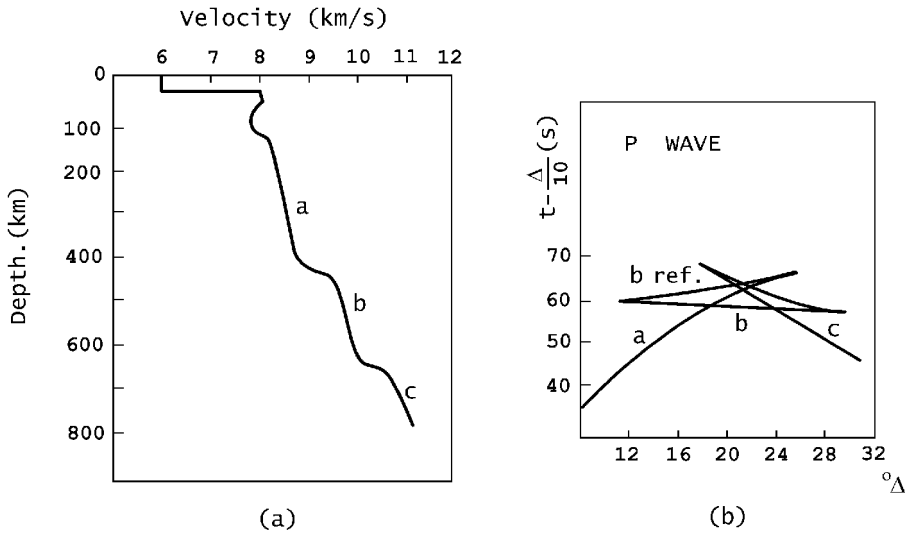 Velocity (km/s)
6 7 8 9 10 11 12
0
100
200
400
600
800
Depth.(km)
a
b
c
(a)
t-Δ/10(s)
P WAVE
70
60
50
40
b ref.
a
b
c
12 16 20 24 28 32
°Δ
(b)